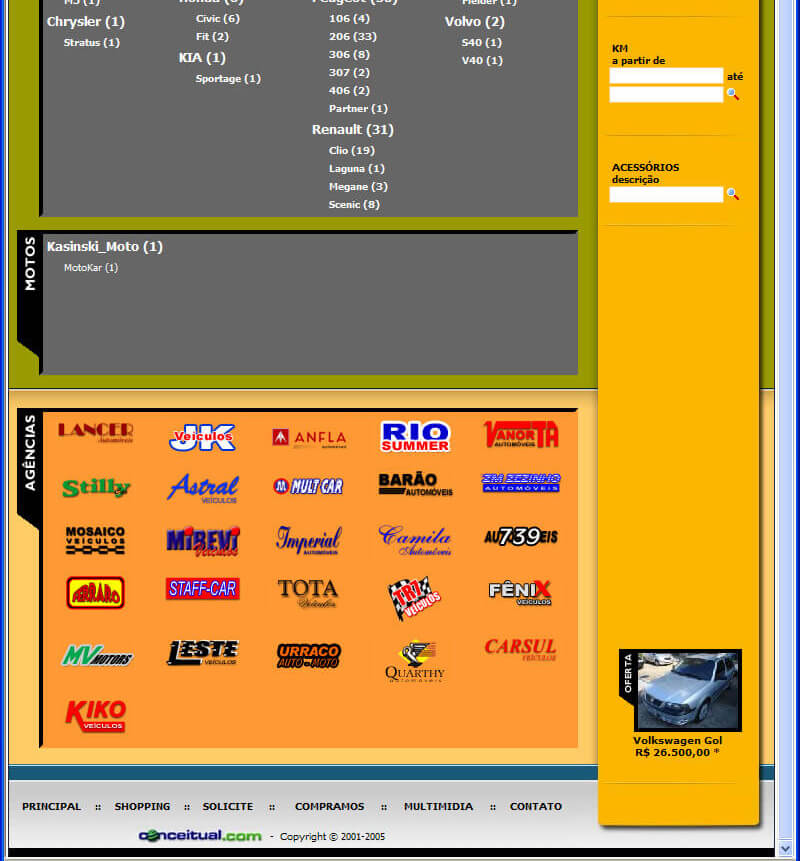 M3 (1)
Chrysler (1)
Stratus (1)
Honda (8)
Civic (6)
Fit (2)
KIA (1)
Sportage (1)
106 (4)
206 (33)
306 (8)
307 (2)
406 (2)
Partner (1)
Renault (31)
Clio (19)
Laguna (1)
Megane (3)
Scenic (8)
Fielder (1)
Volvo (2)
S40 (1)
V40 (1)
KM
a partir de
até
ACESSÓRIOS
descrição
MOTOS
Kasinski_Moto (1)
MotoKar (1)
AGÊNCIAS
LANCER Automóveis
JK Veículos
ANFLA
RIO SUMMER
VANORTA AUTOMÓVEIS
Stilly
Astral VEÍCULOS
MULT CAR
BARÃO AUTOMÓVEIS
ZM ZEZINHO AUTOMÓVEIS
MOSAICO VEÍCULOS
MIREVI Veículos
Imperial AUTOMÓVEIS
Camila Automóveis
AU739EIS
FERRARO
STAFF-CAR
TOTA Veículos
TR7 VEÍCULOS
FÊNIX VEÍCULOS
MV MOTORS
LESTE VEÍCULOS
URRACO AUTO MOTO
QUARTHY automóveis
CARSUL VEÍCULOS
KIKO VEÍCULOS
OFERTA
Volkswagen Gol
R$ 26.500,00 *
PRINCIPAL :: SHOPPING :: SOLICITE :: COMPRAMOS :: MULTIMIDIA :: CONTATO
conceitual.com - Copyright © 2001-2005